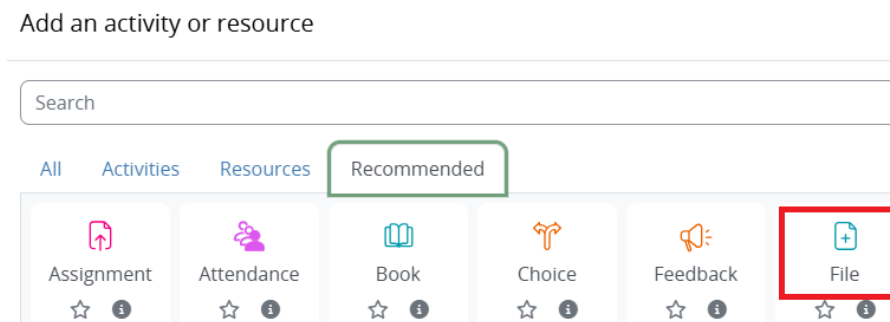 Add an activity or resource
Search
All Activities Resources Recommended
Assignment Attendance Book Choice Feedback File